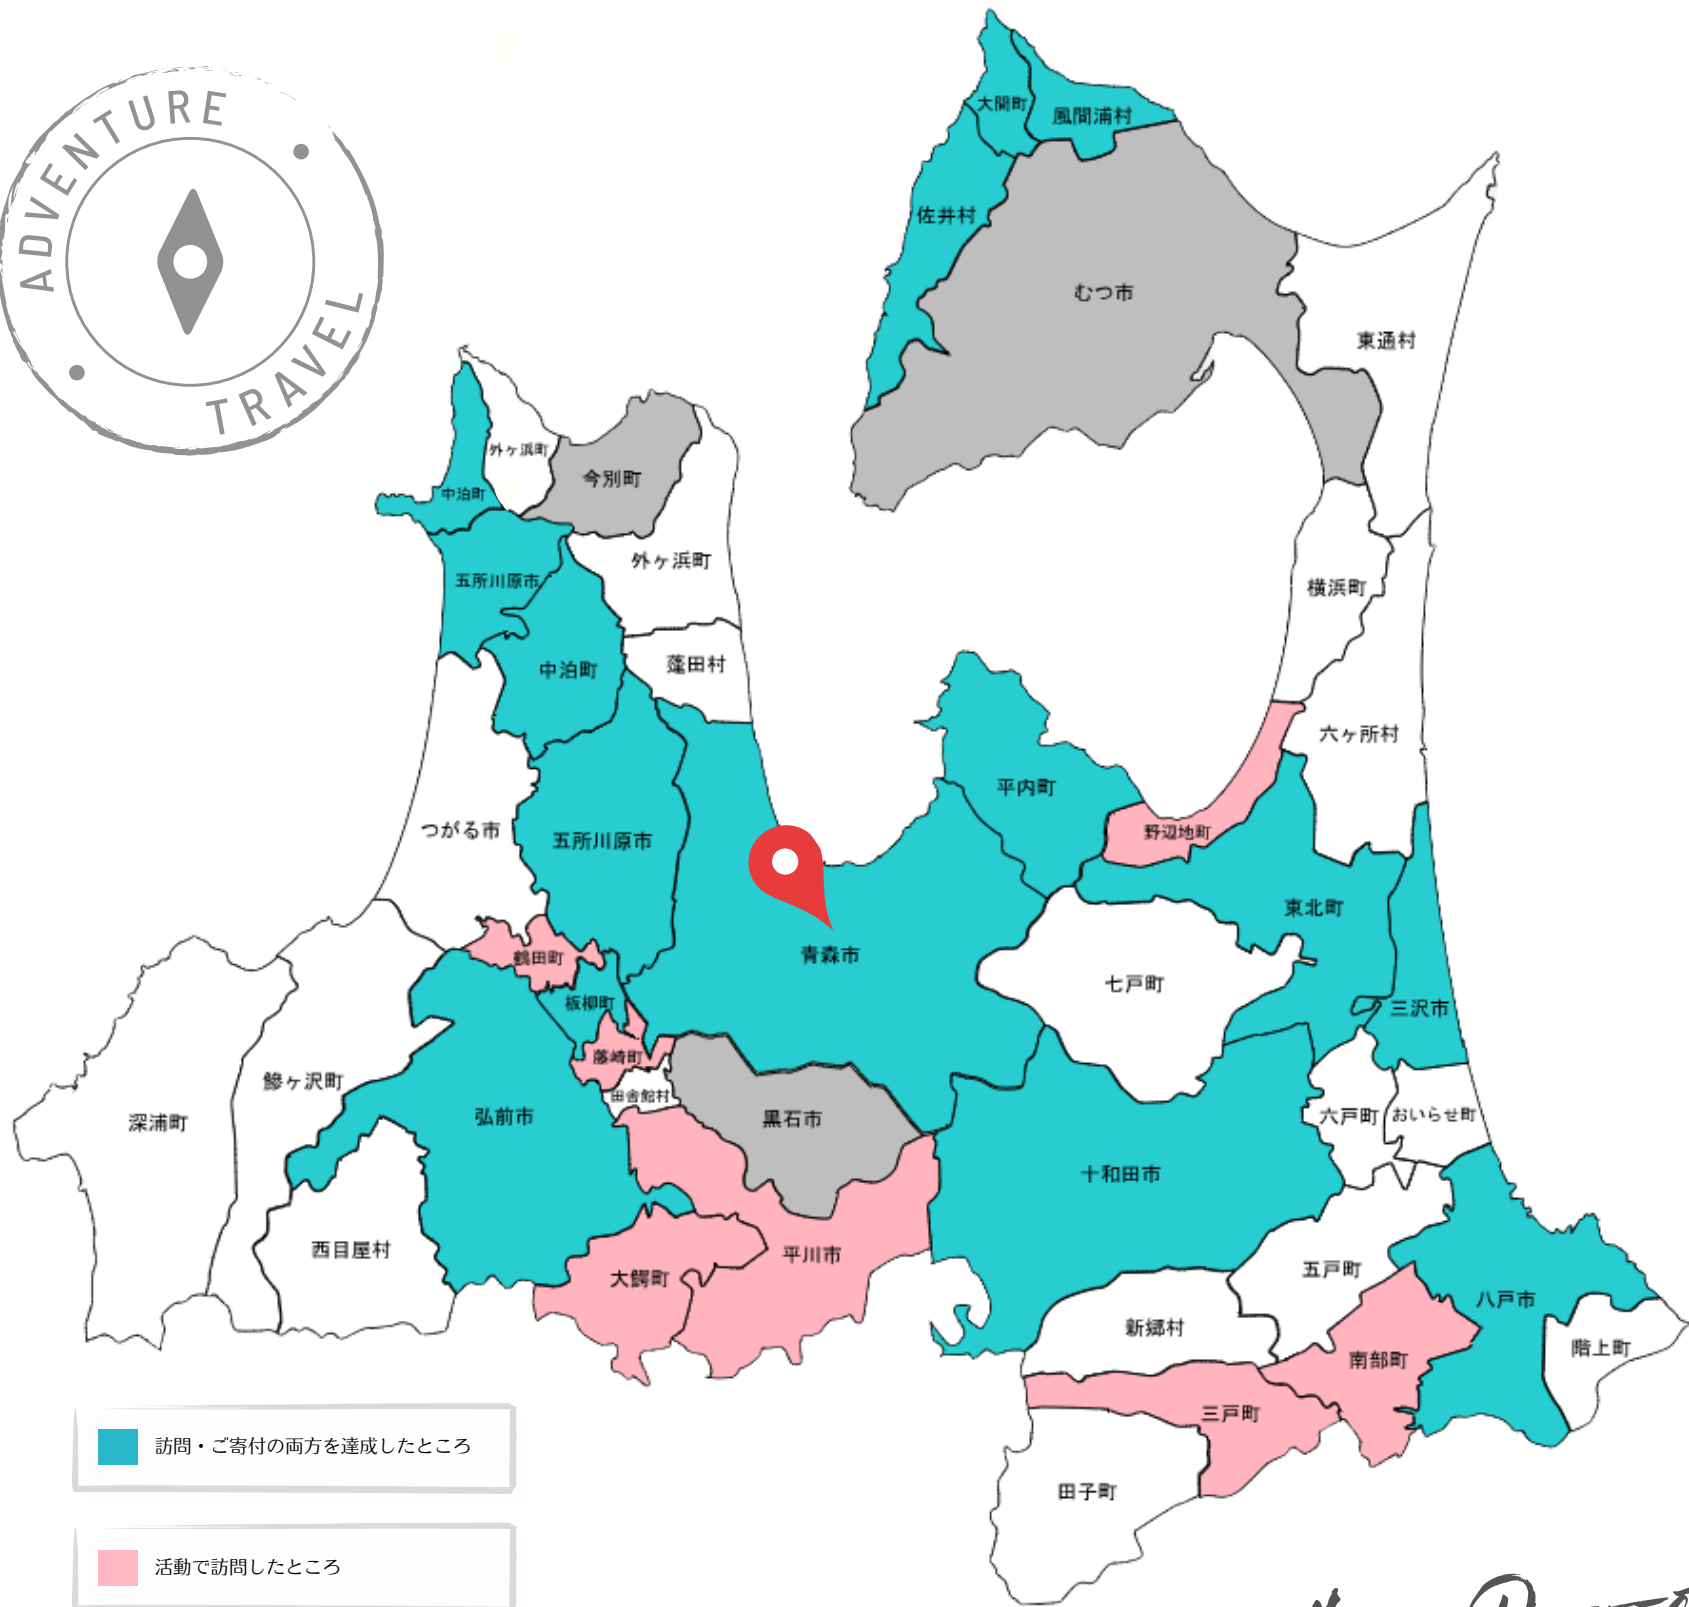 ADVENTURE
TRAVEL
大間町
風間浦村
佐井村
むつ市
東通村
外ヶ浜町
今別町
中泊町
外ヶ浜町
五所川原市
横浜町
中泊町
蓬田村
六ヶ所村
平内町
つがる市
五所川原市
野辺地町
東北町
青森市
鶴田町
七戸町
板柳町
三沢市
藤崎町
鰺ヶ沢町
田舎館村
深浦町
弘前市
黒石市
六戸町
おいらせ町
十和田市
西目屋村
平川市
五戸町
大鰐町
八戸市
新郷村
階上町
南部町
三戸町
田子町
訪問・ご寄付の両方を達成したところ
活動で訪問したところ